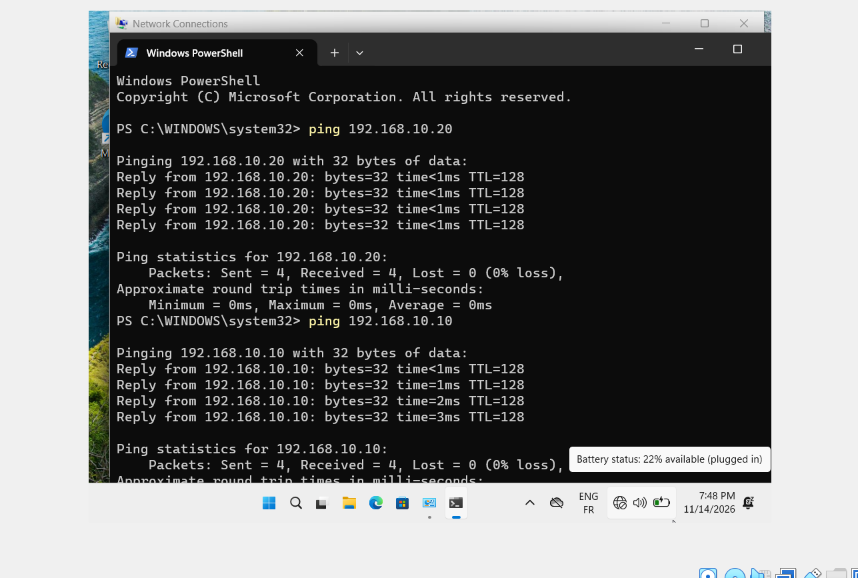 Network Connections
Windows PowerShell
Windows PowerShell
Copyright (C) Microsoft Corporation. All rights reserved.
PS C:\WINDOWS\system32> ping 192.168.10.20
Pinging 192.168.10.20 with 32 bytes of data:
Reply from 192.168.10.20: bytes=32 time<1ms TTL=128
Reply from 192.168.10.20: bytes=32 time<1ms TTL=128
Reply from 192.168.10.20: bytes=32 time<1ms TTL=128
Reply from 192.168.10.20: bytes=32 time<1ms TTL=128
Ping statistics for 192.168.10.20:
Packets: Sent = 4, Received = 4, Lost = 0 (0% loss),
Approximate round trip times in milli-seconds:
Minimum = 0ms, Maximum = 0ms, Average = 0ms
PS C:\WINDOWS\system32> ping 192.168.10.10
Pinging 192.168.10.10 with 32 bytes of data:
Reply from 192.168.10.10: bytes=32 time<1ms TTL=128
Reply from 192.168.10.10: bytes=32 time=1ms TTL=128
Reply from 192.168.10.10: bytes=32 time=2ms TTL=128
Reply from 192.168.10.10: bytes=32 time=3ms TTL=128
Ping statistics for 192.168.10.10:
Packets: Sent = 4, Received = 4, Lost = 0 (0% loss),
Approximate round trip times in milli-seconds:
Battery status: 22% available (plugged in)
ENG
FR
7:48 PM
11/14/2026